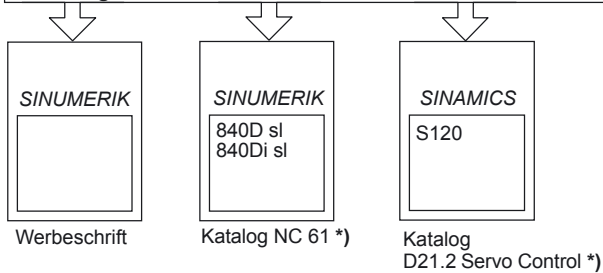 SINUMERIK
Werbeschrift
SINUMERIK
840D sl
840Di sl
Katalog NC 61 *)
SINAMICS
S120
Katalog
D21.2 Servo Control *)